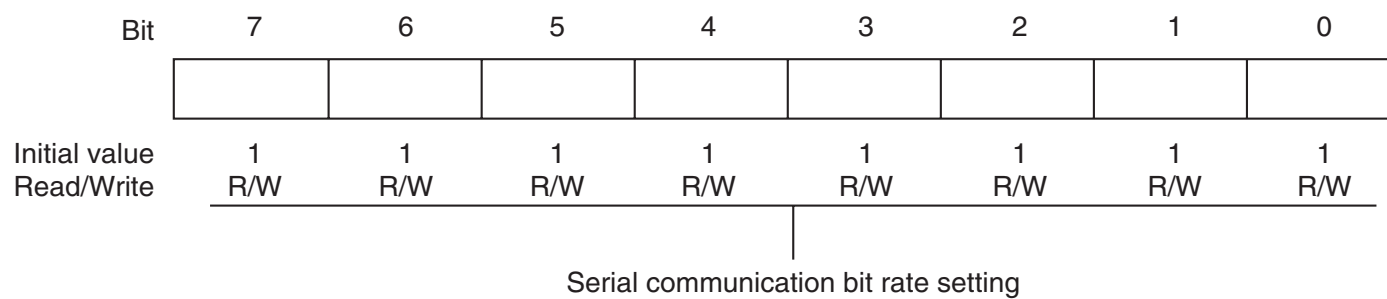 Bit 7 6 5 4 3 2 1 0
Initial value 1 1 1 1 1 1 1 1
Read/Write R/W R/W R/W R/W R/W R/W R/W R/W
Serial communication bit rate setting